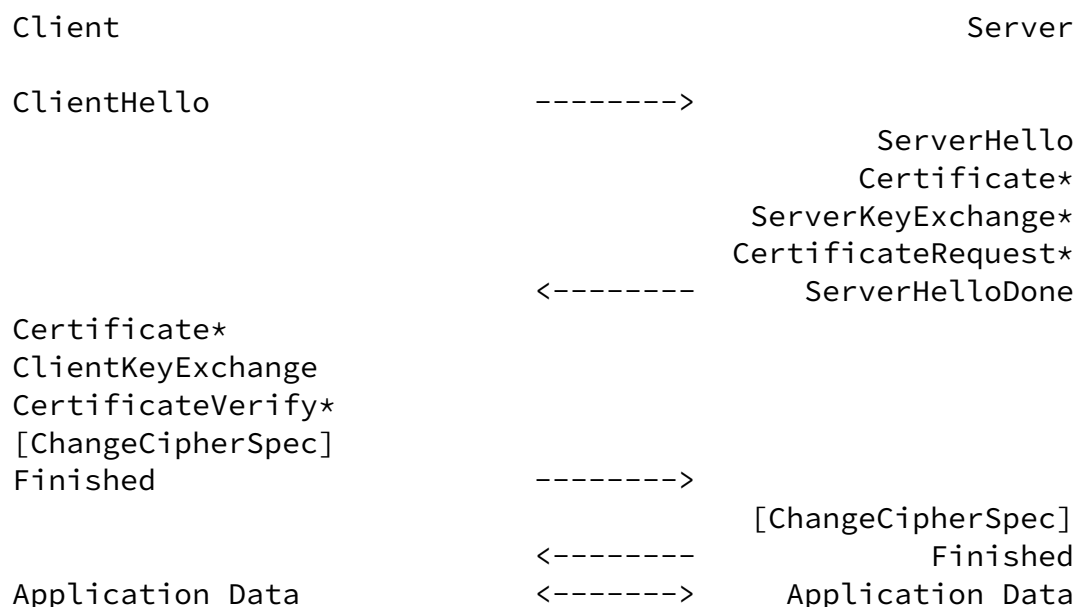 Client Server
ClientHello -------->
ServerHello
Certificate*
ServerKeyExchange*
CertificateRequest*
<-------- ServerHelloDone
Certificate*
ClientKeyExchange
CertificateVerify*
[ChangeCipherSpec]
Finished -------->
[ChangeCipherSpec]
<-------- Finished
Application Data <-------> Application Data